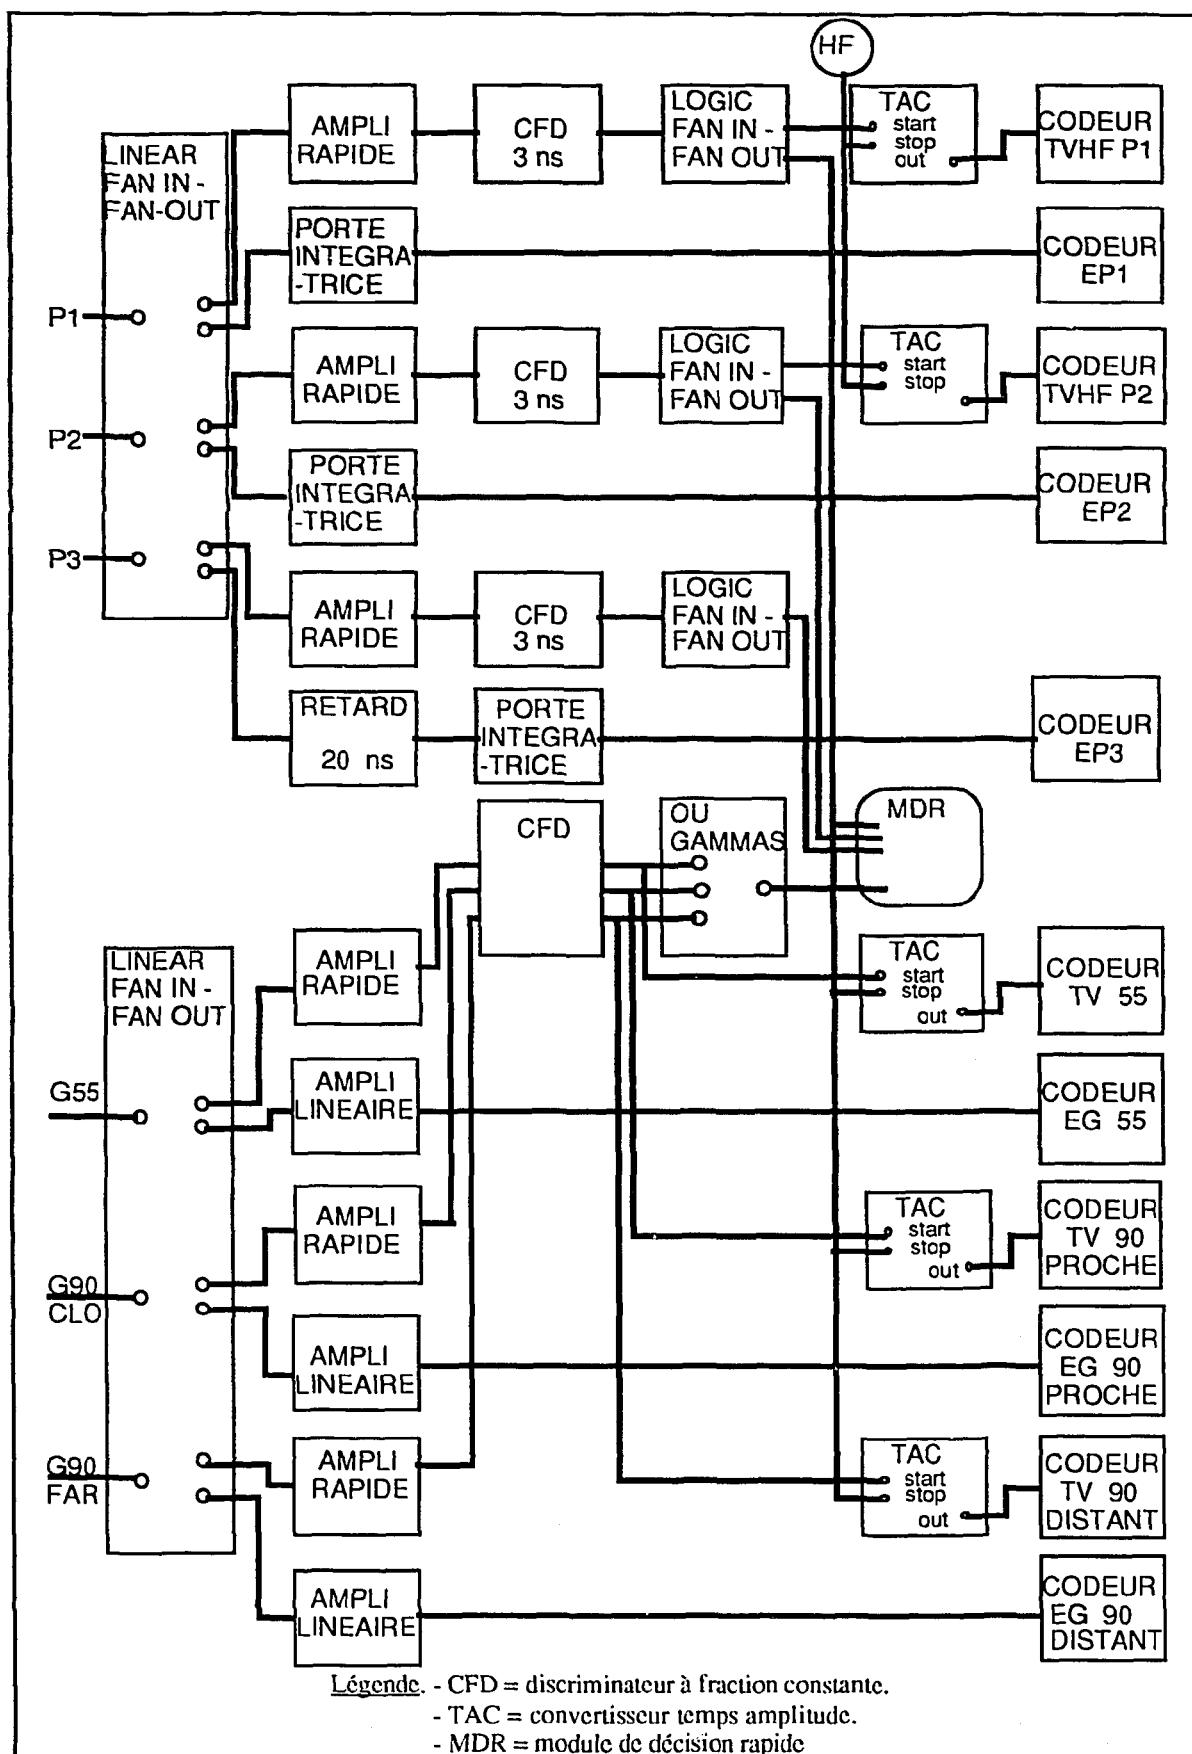 HF
AMPLI
RAPIDE
CFD
3 ns
LOGIC
FAN IN -
FAN OUT
TAC
start
stop
out
CODEUR
TVHF P1
LINEAR
FAN IN -
FAN-OUT
PORTE
INTEGRA
-TRICE
CODEUR
EP1
P1
AMPLI
RAPIDE
CFD
3 ns
LOGIC
FAN IN -
FAN OUT
TAC
start
stop
CODEUR
TVHF P2
P2
PORTE
INTEGRA
-TRICE
CODEUR
EP2
P3
AMPLI
RAPIDE
CFD
3 ns
LOGIC
FAN IN -
FAN OUT
RETARD
20 ns
PORTE
INTEGRA
-TRICE
CODEUR
EP3
CFD
OU
GAMMAS
MDR
LINEAR
FAN IN -
FAN OUT
AMPLI
RAPIDE
TAC
start
stop
out
CODEUR
TV 55
G55
AMPLI
LINEAIRE
CODEUR
EG 55
AMPLI
RAPIDE
TAC
start
stop
out
CODEUR
TV 90
PROCHE
G90
CLO
AMPLI
LINEAIRE
CODEUR
EG 90
PROCHE
G90
FAR
AMPLI
RAPIDE
TAC
start
stop
out
CODEUR
TV 90
DISTANT
AMPLI
LINEAIRE
CODEUR
EG 90
DISTANT
Légende. - CFD = discriminateur à fraction constante.
- TAC = convertisseur temps amplitude.
- MDR = module de décision rapide